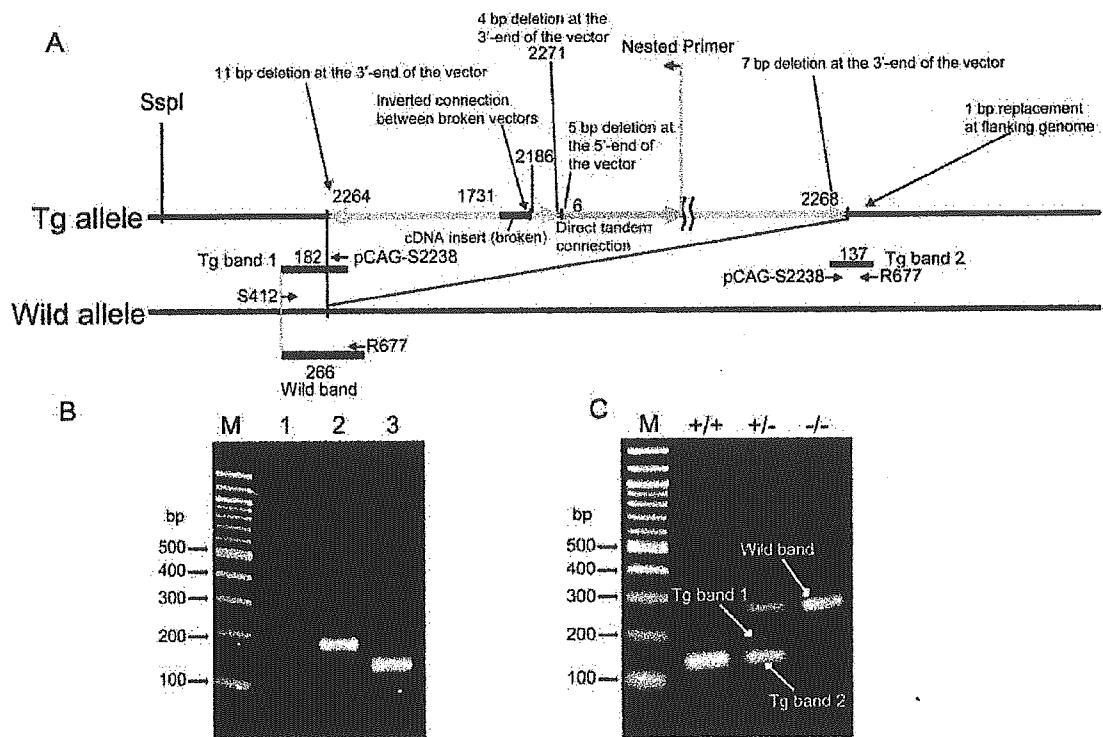 A
11 bp deletion at the 3'-end of the vector
4 bp deletion at the
3'-end of the vector
2271
Nested Primer
7 bp deletion at the 3'-end of the vector
SspI
Inverted connection
between broken vectors
2186
5 bp deletion at
the 5'-end of
the vector
1 bp replacement
at flanking genome
Tg allele
2264
1731
6
2268
cDNA insert (broken)
Direct tandem
connection
Tg band 1
182
pCAG-S2238
137
Tg band 2
pCAG-S2238
R677
S412
Wild allele
R677
266
Wild band
B
M 1 2 3
bp
500
400
300
200
100
C
M +/+ +/- -/-
bp
500
400
300
200
100
Wild band
Tg band 1
Tg band 2